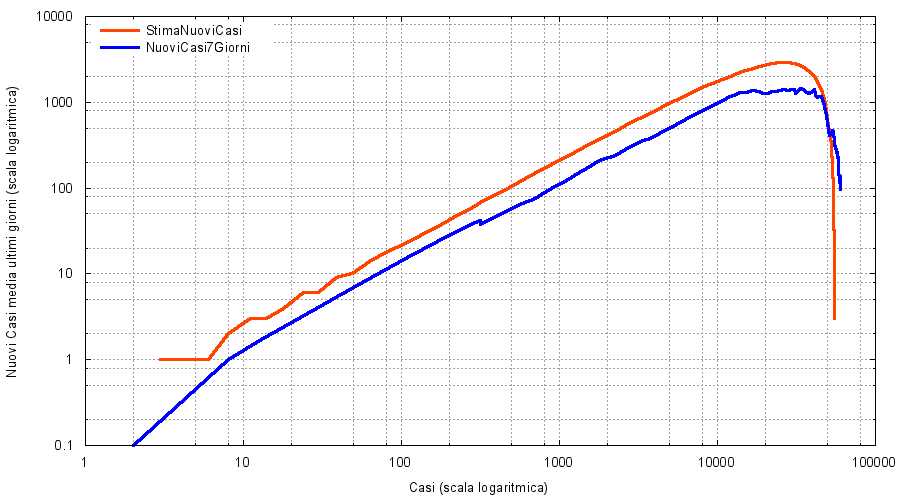 10000
StimaNuoviCasi
NuoviCasi7Giorni
1000
100
10
1
0.1
Nuovi Casi media ultimi giorni (scala logaritmica)
1 10 100 1000 10000 100000
Casi (scala logaritmica)